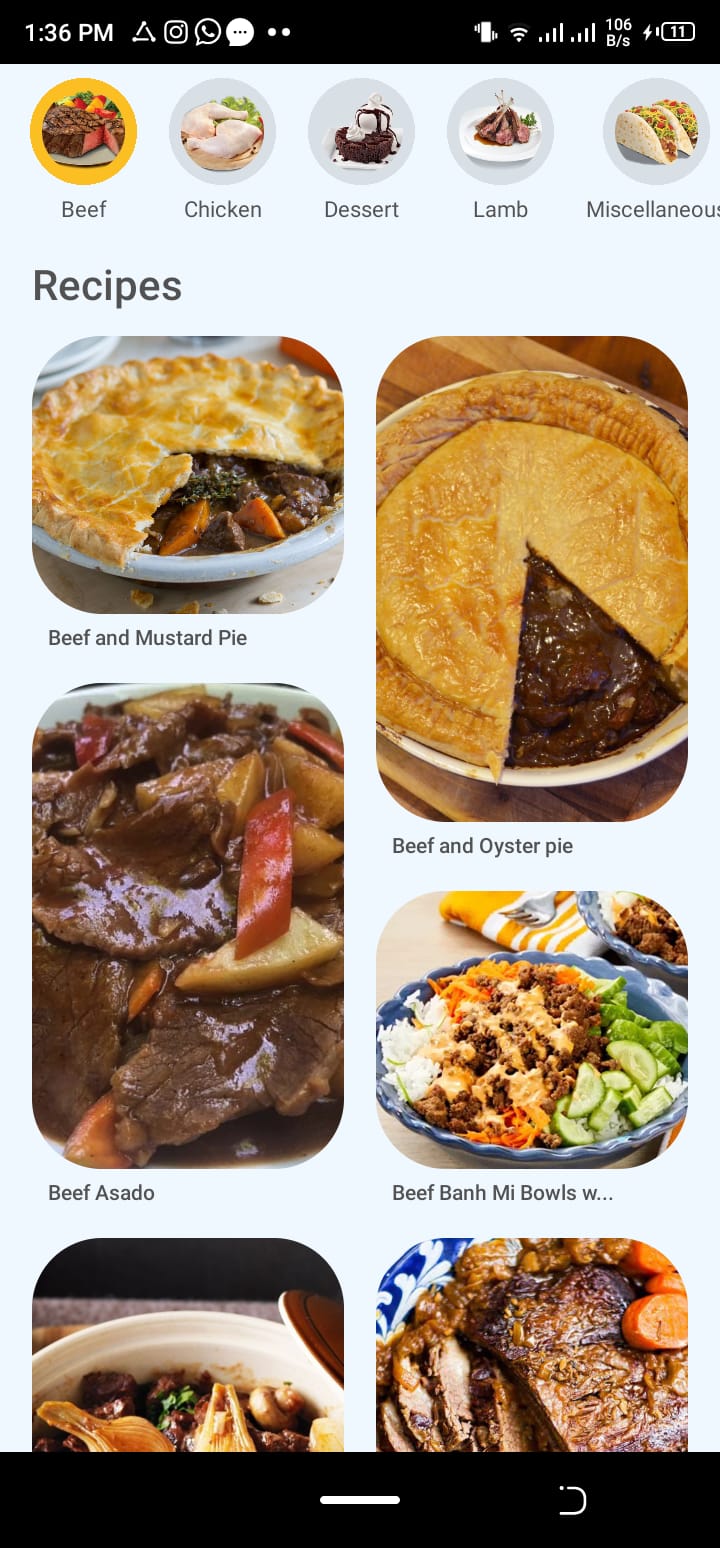 1:36 PM
106
B/s
11
Beef
Chicken
Dessert
Lamb
Miscellaneous
Recipes
Beef and Mustard Pie
Beef and Oyster pie
Beef Asado
Beef Banh Mi Bowls w...